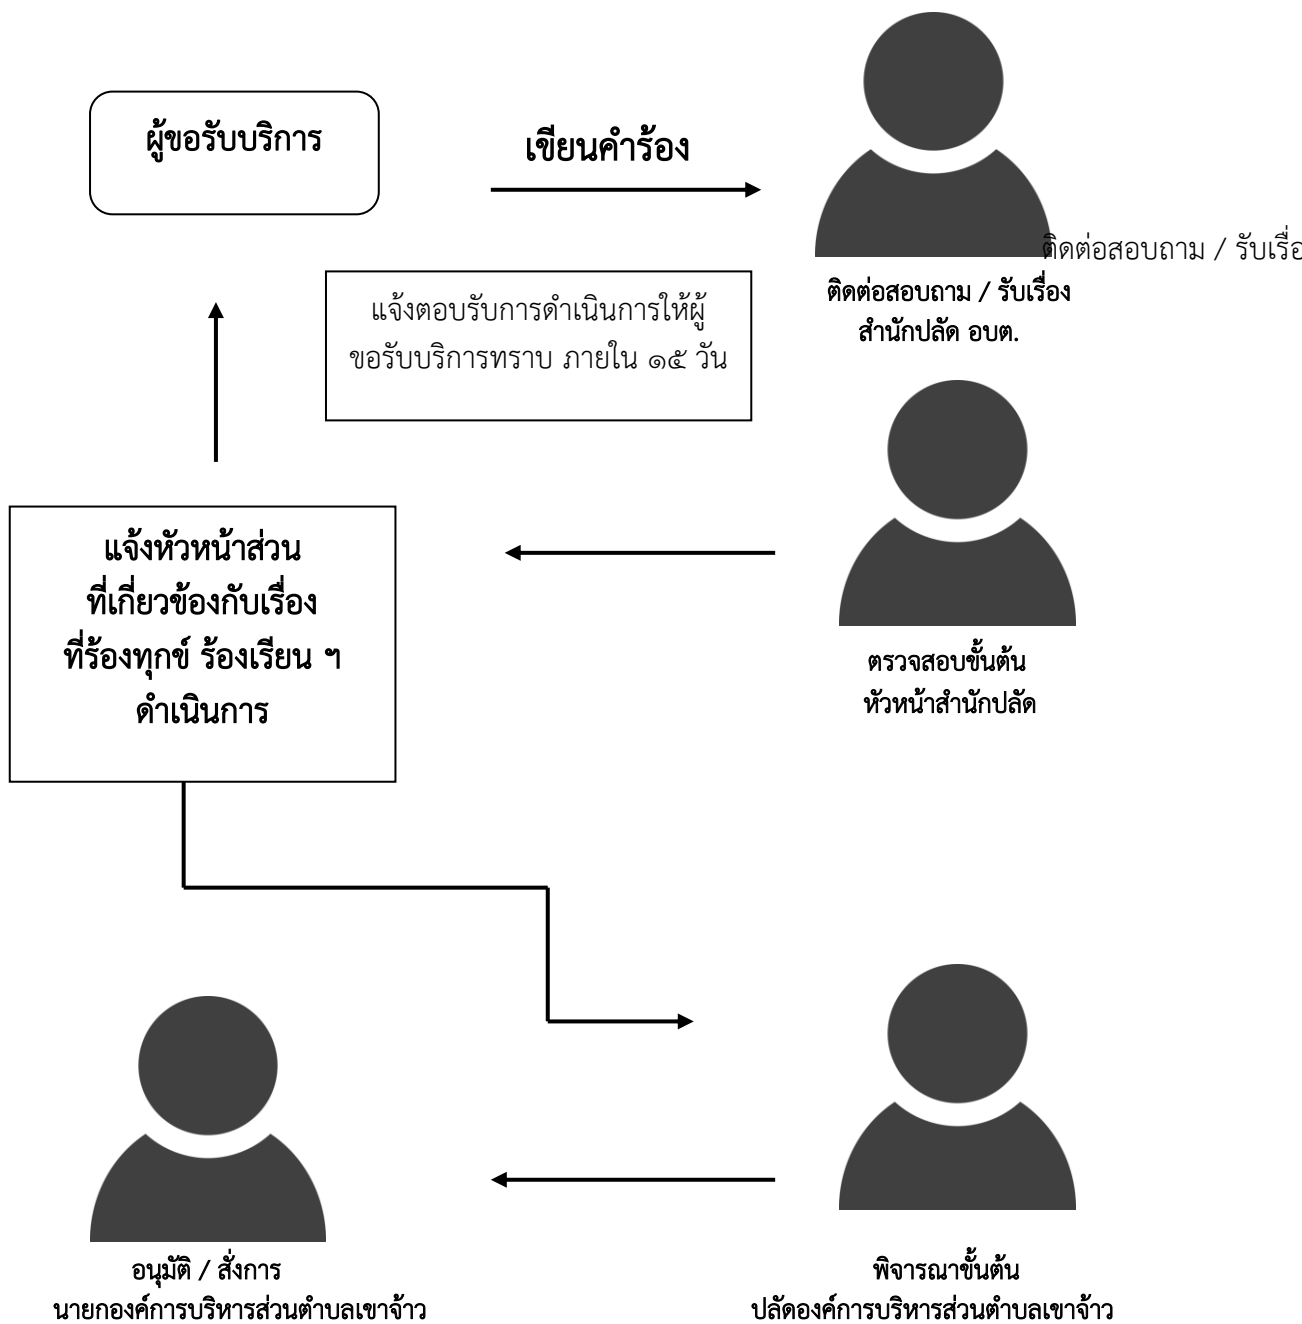 ผู้ขอรับบริการ
เขียนคำร้อง
ติดต่อสอบถาม / รับเรื่อ
ติดต่อสอบถาม / รับเรื่อง
สำนักปลัด อบต.
แจ้งตอบรับการดำเนินการให้ผู้
ขอรับบริการทราบ ภายใน ๑๕ วัน
แจ้งหัวหน้าส่วน
ที่เกี่ยวข้องกับเรื่อง
ที่ร้องทุกข์ ร้องเรียน ฯ
ดำเนินการ
ตรวจสอบขั้นต้น
หัวหน้าสำนักปลัด
อนุมัติ / สั่งการ
นายกองค์การบริหารส่วนตำบลเขาจ้าว
พิจารณาขั้นต้น
ปลัดองค์การบริหารส่วนตำบลเขาจ้าว